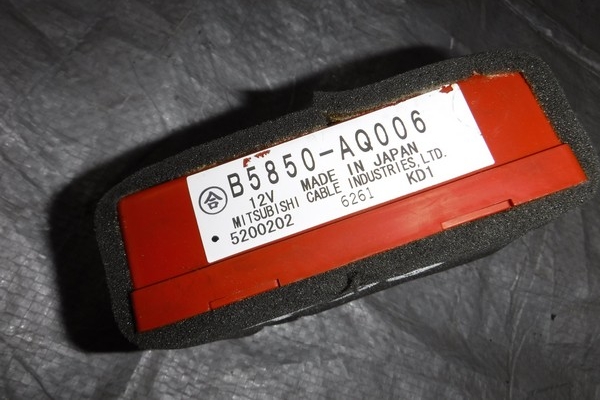 B5850-AQ006
12V MADE IN JAPAN
MITSUBISHI CABLE INDUSTRIES,LTD.
5200202 6261 KD1